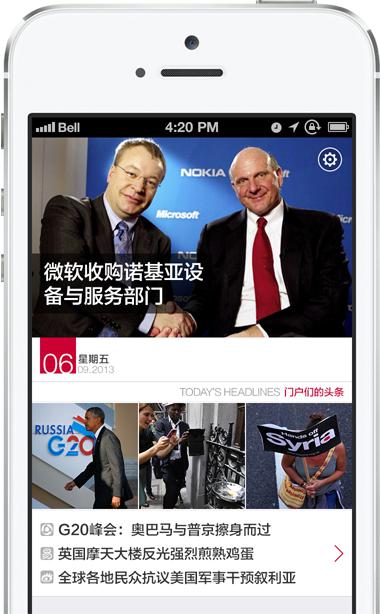 Bell
4:20 PM
NOKIA
Microsoft
Microsoft
微软收购诺基亚设
备与服务部门
06
星期五
09.2013
TODAY'S HEADLINES 门户们的头条
RUSSIA
G20
Hands off
Syria
G20峰会：奥巴马与普京擦身而过
英国摩天大楼反光强烈煎熟鸡蛋
全球各地民众抗议美国军事干预叙利亚